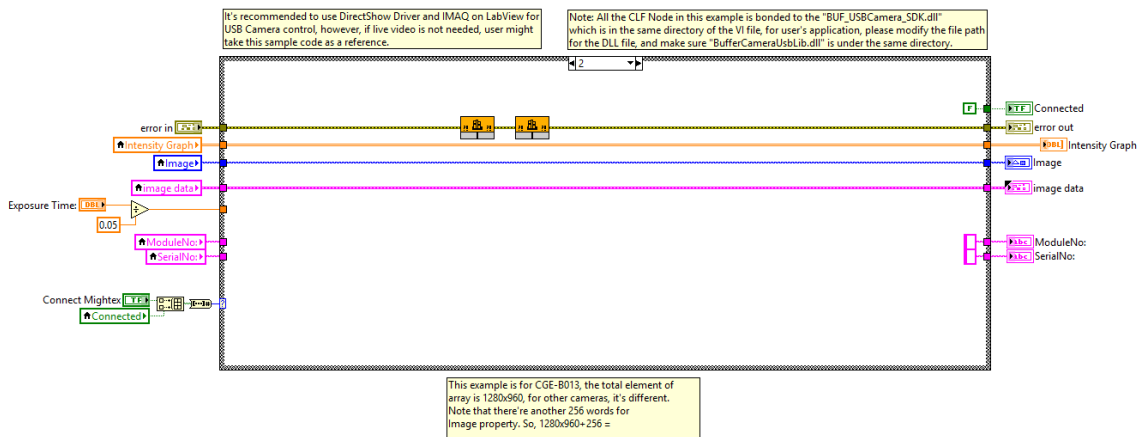 It's recommended to use DirectShow Driver and IMAQ on LabView for
USB Camera control, however, if live video is not needed, user might
take this sample code as a reference.
Note: All the CLF Node in this example is bonded to the "BUF_USBCamera_SDK.dll"
which is in the same directory of the VI file, for user's application, please modify the file path
for the DLL file, and make sure "BufferCameraUsbLib.dll" is under the same directory.
2
F
TF
Connected
error in
error out
Intensity Graph
DBL
Intensity Graph
Image
Image
image data
image data
Exposure Time:
DBL
0.05
ModuleNo:
abc
ModuleNo:
SerialNo:
abc
SerialNo:
Connect Mightex
TF
?
Connected
This example is for CGE-B013, the total element of
array is 1280x960, for other cameras, it's different.
Note that there're another 256 words for
Image property. So, 1280x960+256 =